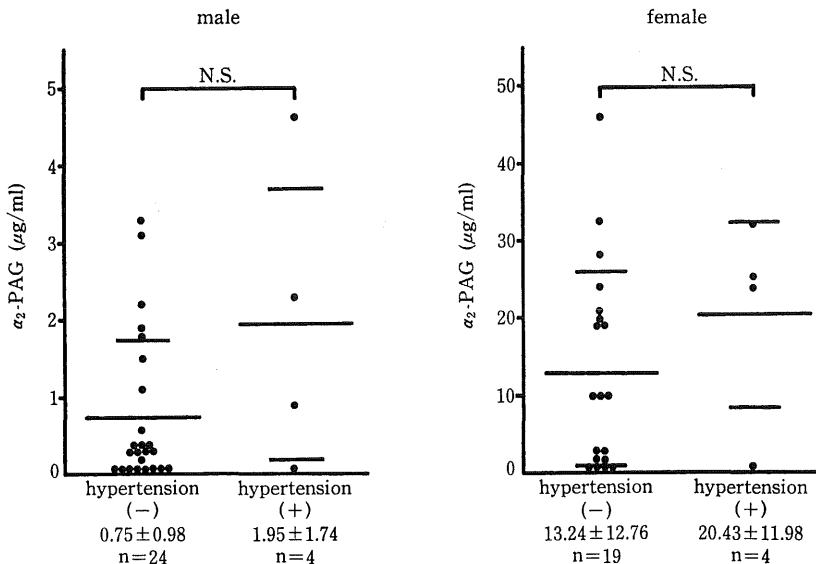 male
N.S.
5
4
3
2
1
0
α₂-PAG (μg/ml)
hypertension
(−)
0.75±0.98
n=24
hypertension
(+)
1.95±1.74
n=4
female
N.S.
50
40
30
20
10
0
α₂-PAG (μg/ml)
hypertension
(−)
13.24±12.76
n=19
hypertension
(+)
20.43±11.98
n=4